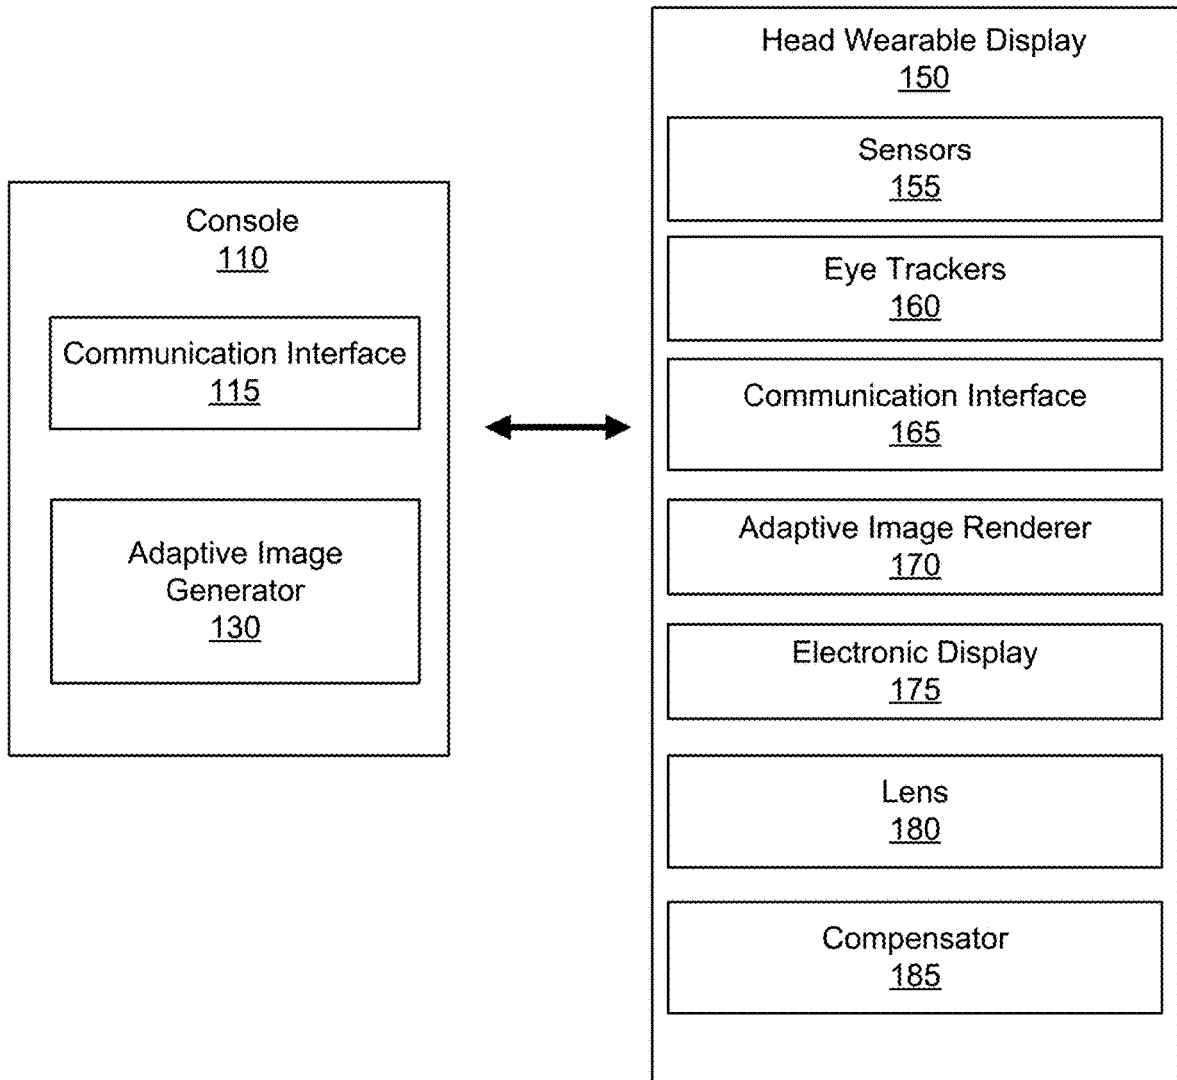 Console
110
Communication Interface
115
Adaptive Image
Generator
130
Head Wearable Display
150
Sensors
155
Eye Trackers
160
Communication Interface
165
Adaptive Image Renderer
170
Electronic Display
175
Lens
180
Compensator
185